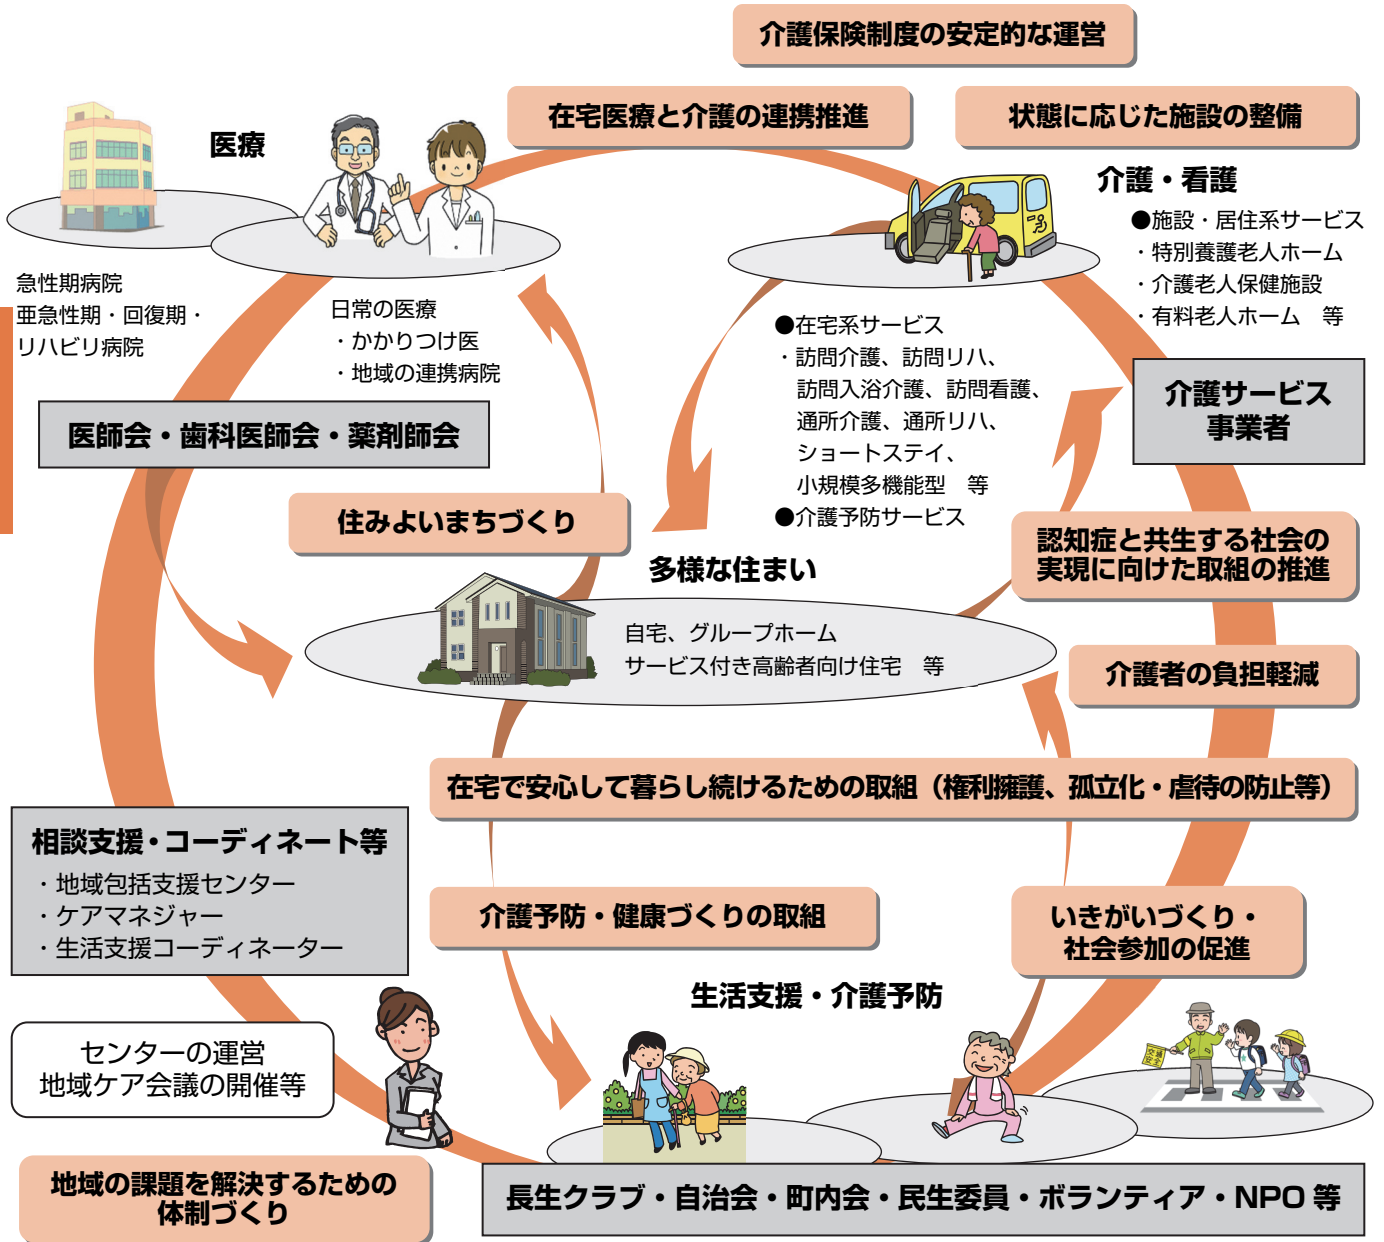 介護保険制度の安定的な運営
在宅医療と介護の連携推進
状態に応じた施設の整備
医療
介護・看護
●施設・居住系サービス
・特別養護老人ホーム
・介護老人保健施設
・有料老人ホーム　等
急性期病院
亜急性期・回復期・
リハビリ病院
日常の医療
・かかりつけ医
・地域の連携病院
●在宅系サービス
・訪問介護、訪問リハ、
訪問入浴介護、訪問看護、
通所介護、通所リハ、
ショートステイ、
小規模多機能型　等
●介護予防サービス
介護サービス
事業者
医師会・歯科医師会・薬剤師会
住みよいまちづくり
認知症と共生する社会の
実現に向けた取組の推進
多様な住まい
自宅、グループホーム
サービス付き高齢者向け住宅　等
介護者の負担軽減
在宅で安心して暮らし続けるための取組（権利擁護、孤立化・虐待の防止等）
相談支援・コーディネート等
・地域包括支援センター
・ケアマネジャー
・生活支援コーディネーター
介護予防・健康づくりの取組
いきがいづくり・
社会参加の促進
生活支援・介護予防
センターの運営
地域ケア会議の開催等
交通
安全
地域の課題を解決するための
体制づくり
長生クラブ・自治会・町内会・民生委員・ボランティア・NPO 等